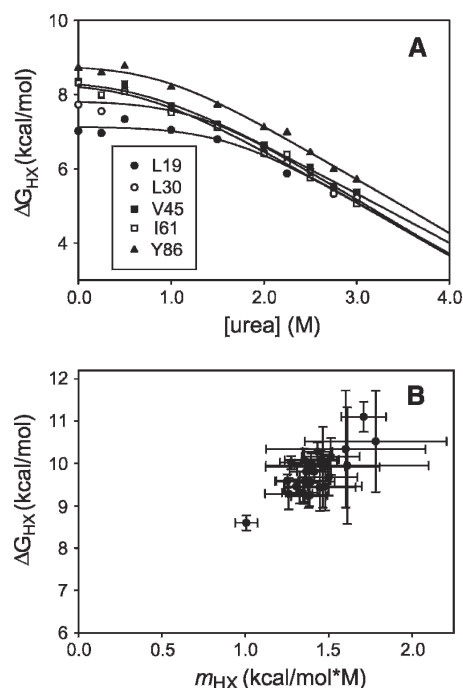 A
10
8
6
4
ΔG_HX (kcal/mol)
L19
L30
V45
I61
Y86
0.0 1.0 2.0 3.0 4.0
[urea] (M)
B
12
11
10
9
8
7
6
ΔG_HX (kcal/mol)
0.0 0.5 1.0 1.5 2.0
m_HX (kcal/mol*M)